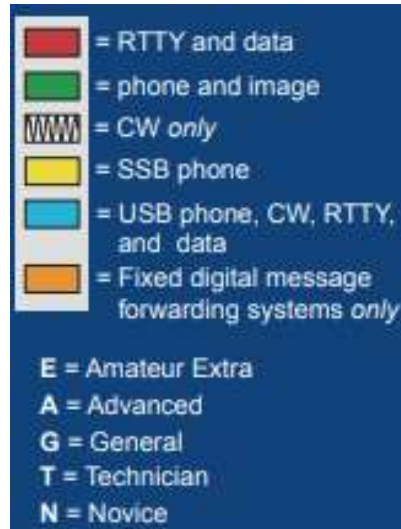 = RTTY and data
= phone and image
= CW only
= SSB phone
= USB phone, CW, RTTY,
and data
= Fixed digital message
forwarding systems only
E = Amateur Extra
A = Advanced
G = General
T = Technician
N = Novice